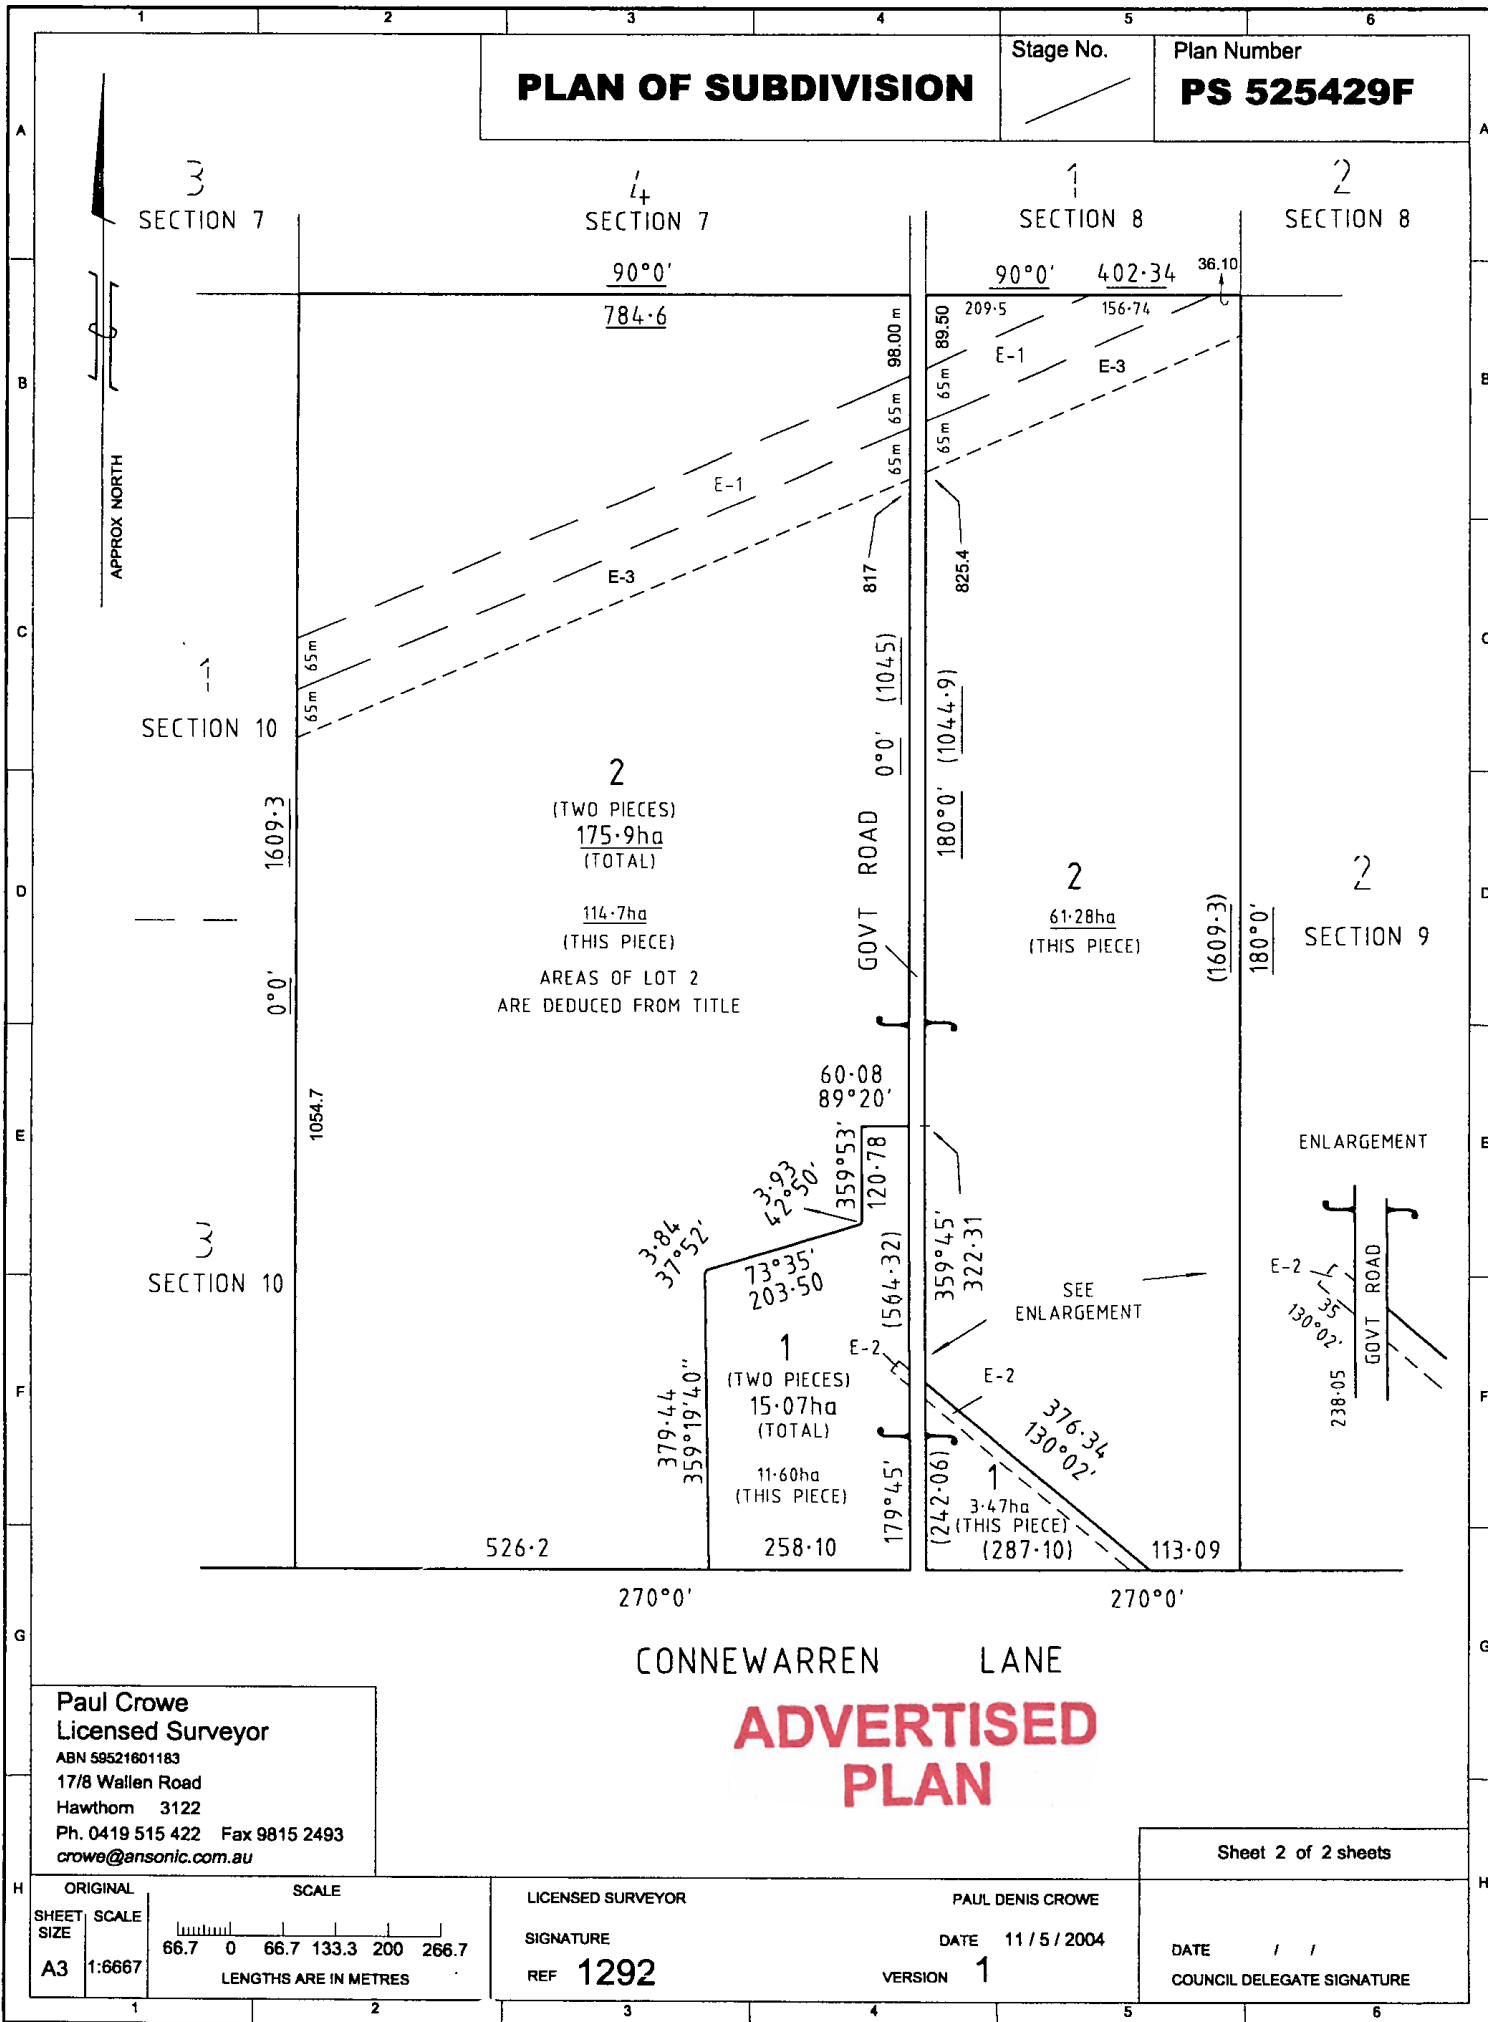 1 2 3 4 5 6
PLAN OF SUBDIVISION
Stage No.
Plan Number
PS 525429F
A A
3
SECTION 7
4
SECTION 7
1
SECTION 8
2
SECTION 8
90°0'
784·6
90°0' 402·34
36.10
209·5 156·74
98.00 m
89.50
E-1
E-3
65m
65m
65m
65m
B B
APPROX NORTH
E-1
E-3
817
825.4
C C
65m
65m
1
SECTION 10
0°0' (1045)
180°0' (1044·9)
2
(TWO PIECES)
175·9ha
(TOTAL)
114·7ha
(THIS PIECE)
AREAS OF LOT 2
ARE DEDUCED FROM TITLE
0°0' 1609·3
GOVT ROAD
2
61·28ha
(THIS PIECE)
(1609·3)
180°0'
2
SECTION 9
D D
1054.7
60·08
89°20'
359°53'
120·78
3·93
42°50'
3·84
37°52'
73°35'
203·50
(564·32)
359°45'
322·31
E E
3
SECTION 10
SEE
ENLARGEMENT
ENLARGEMENT
E-2
35
130°02'
GOVT ROAD
238·05
1
(TWO PIECES)
15·07ha
(TOTAL)
11·60ha
(THIS PIECE)
379·44
359°19'40"
E-2
E-2
376·34
130°02'
F F
179°45'
(242·06)
1
3·47ha
(THIS PIECE)
526·2 258·10 (287·10) 113·09
270°0' 270°0'
G G
CONNEWARREN LANE
ADVERTISED
PLAN
Paul Crowe
Licensed Surveyor
ABN 59521601183
17/8 Wallen Road
Hawthorn 3122
Ph. 0419 515 422 Fax 9815 2493
crowe@ansonic.com.au
Sheet 2 of 2 sheets
H H
ORIGINAL
SHEET SIZE
SCALE
A3 1:6667
SCALE
66.7 0 66.7 133.3 200 266.7
LENGTHS ARE IN METRES
LICENSED SURVEYOR PAUL DENIS CROWE
SIGNATURE DATE 11 / 5 / 2004
REF 1292 VERSION 1
DATE / /
COUNCIL DELEGATE SIGNATURE
1 2 3 4 5 6